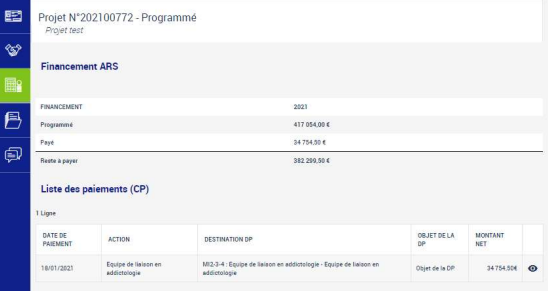 Projet N°202100772 - Programmé
Projet test
Financement ARS
FINANCEMENT 2021
Programmé 417 054,00 €
Payé 34 754,50 €
Reste à payer 382 299,50 €
Liste des paiements (CP)
1 Ligne
DATE DE PAIEMENT ACTION DESTINATION DP OBJET DE LA DP MONTANT NET
18/01/2021 Equipe de liaison en addictologie MI2-3-4 : Equipe de liaison en addictologie - Equipe de liaison en addictologie Objet de la DP 34 754,50€